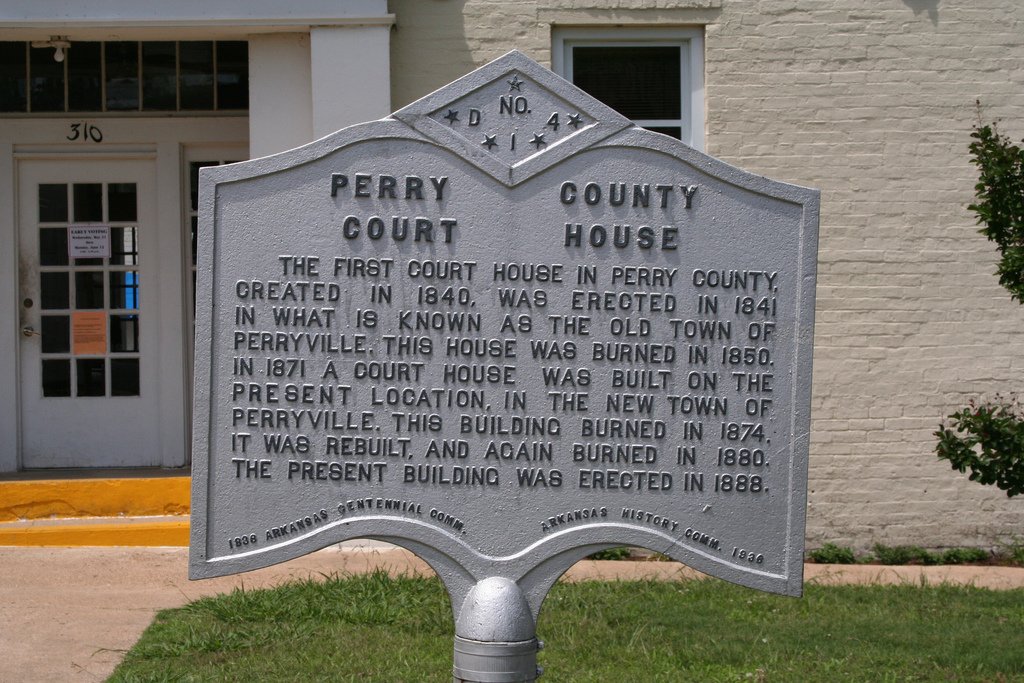 310
EARLY VOTING
NO.
D 4
1
PERRY COUNTY
COURT HOUSE
THE FIRST COURT HOUSE IN PERRY COUNTY,
CREATED IN 1840, WAS ERECTED IN 1841
IN WHAT IS KNOWN AS THE OLD TOWN OF
PERRYVILLE. THIS HOUSE WAS BURNED IN 1850.
IN 1871 A COURT HOUSE WAS BUILT ON THE
PRESENT LOCATION, IN THE NEW TOWN OF
PERRYVILLE. THIS BUILDING BURNED IN 1874.
IT WAS REBUILT, AND AGAIN BURNED IN 1880.
THE PRESENT BUILDING WAS ERECTED IN 1888.
1936 ARKANSAS CENTENNIAL COMM.
ARKANSAS HISTORY COMM. 1936